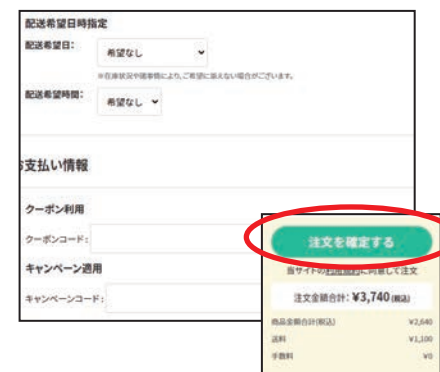 配送希望日時指定
配送希望日:
希望なし
※在庫状況や諸事情により、ご希望に添えない場合がございます。
配送希望時間:
希望なし
支払い情報
クーポン利用
クーポンコード:
キャンペーン適用
キャンペーンコード:
注文を確定する
当サイトの利用規約に同意して注文
注文金額合計: ¥3,740 (税込)
商品金額合計(税込) ¥2,640
送料 ¥1,100
手数料 ¥0